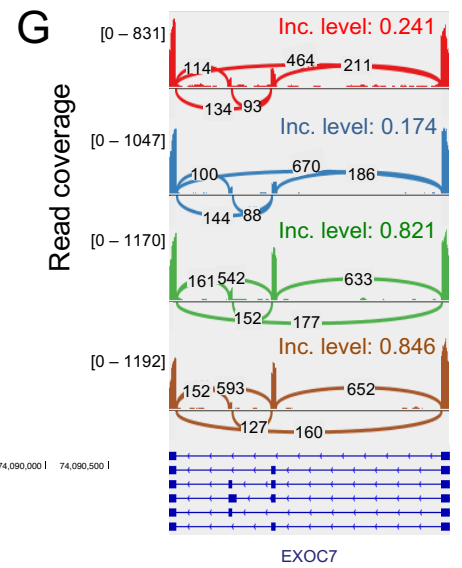 G
Read coverage
[0 – 831]
Inc. level: 0.241
114
464
211
134
93
[0 – 1047]
Inc. level: 0.174
100
670
186
144
88
[0 – 1170]
Inc. level: 0.821
161
542
633
152
177
[0 – 1192]
Inc. level: 0.846
152
593
652
127
160
74,090,000
74,090,500
EXOC7